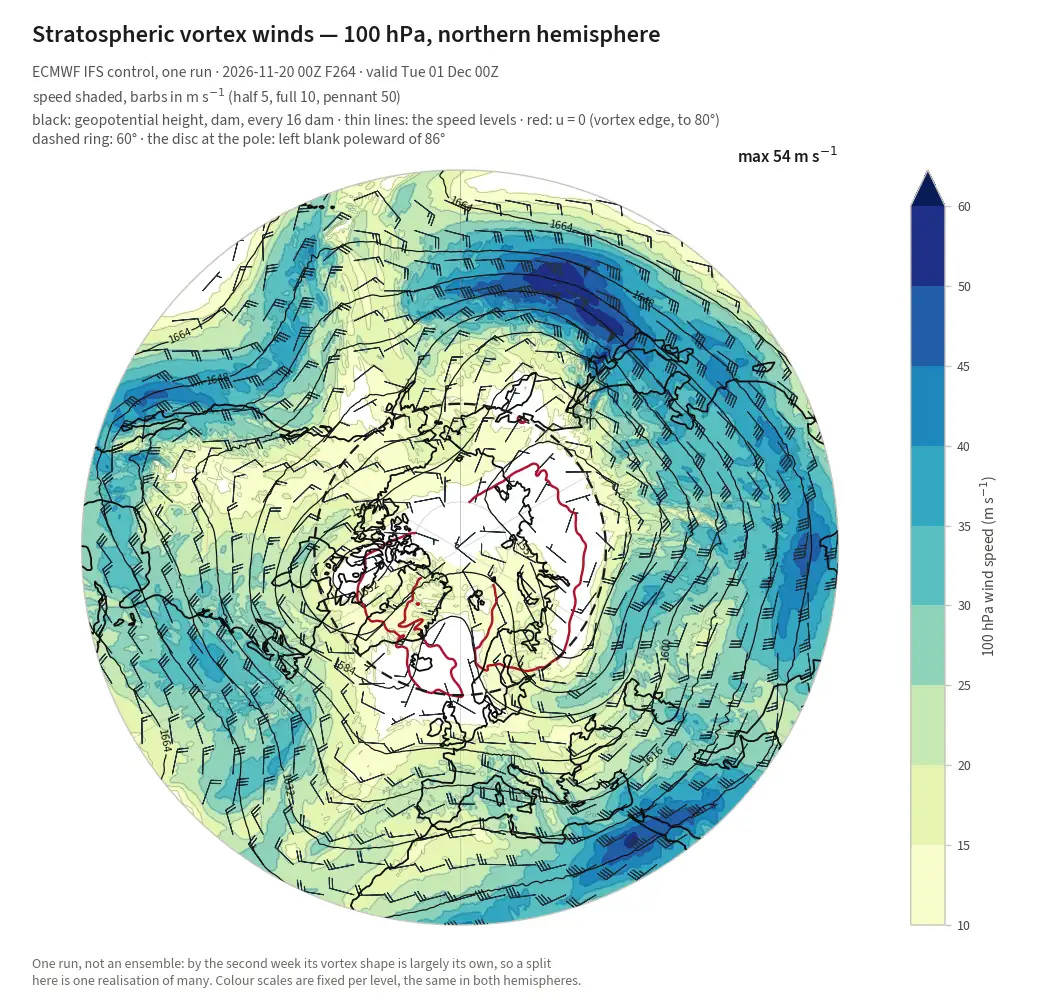 Stratospheric vortex winds — 100 hPa, northern hemisphere
ECMWF IFS control, one run · 2026-11-20 00Z F264 · valid Tue 01 Dec 00Z
speed shaded, barbs in m s⁻¹ (half 5, full 10, pennant 50)
black: geopotential height, dam, every 16 dam · thin lines: the speed levels · red: u = 0 (vortex edge, to 80°)
dashed ring: 60° · the disc at the pole: left blank poleward of 86°
max 54 m s⁻¹
60
50
45
40
35
30
25
20
15
10
100 hPa wind speed (m s⁻¹)
1664
1664
1664
1648
1600
1616
1664
One run, not an ensemble: by the second week its vortex shape is largely its own, so a split
here is one realisation of many. Colour scales are fixed per level, the same in both hemispheres.